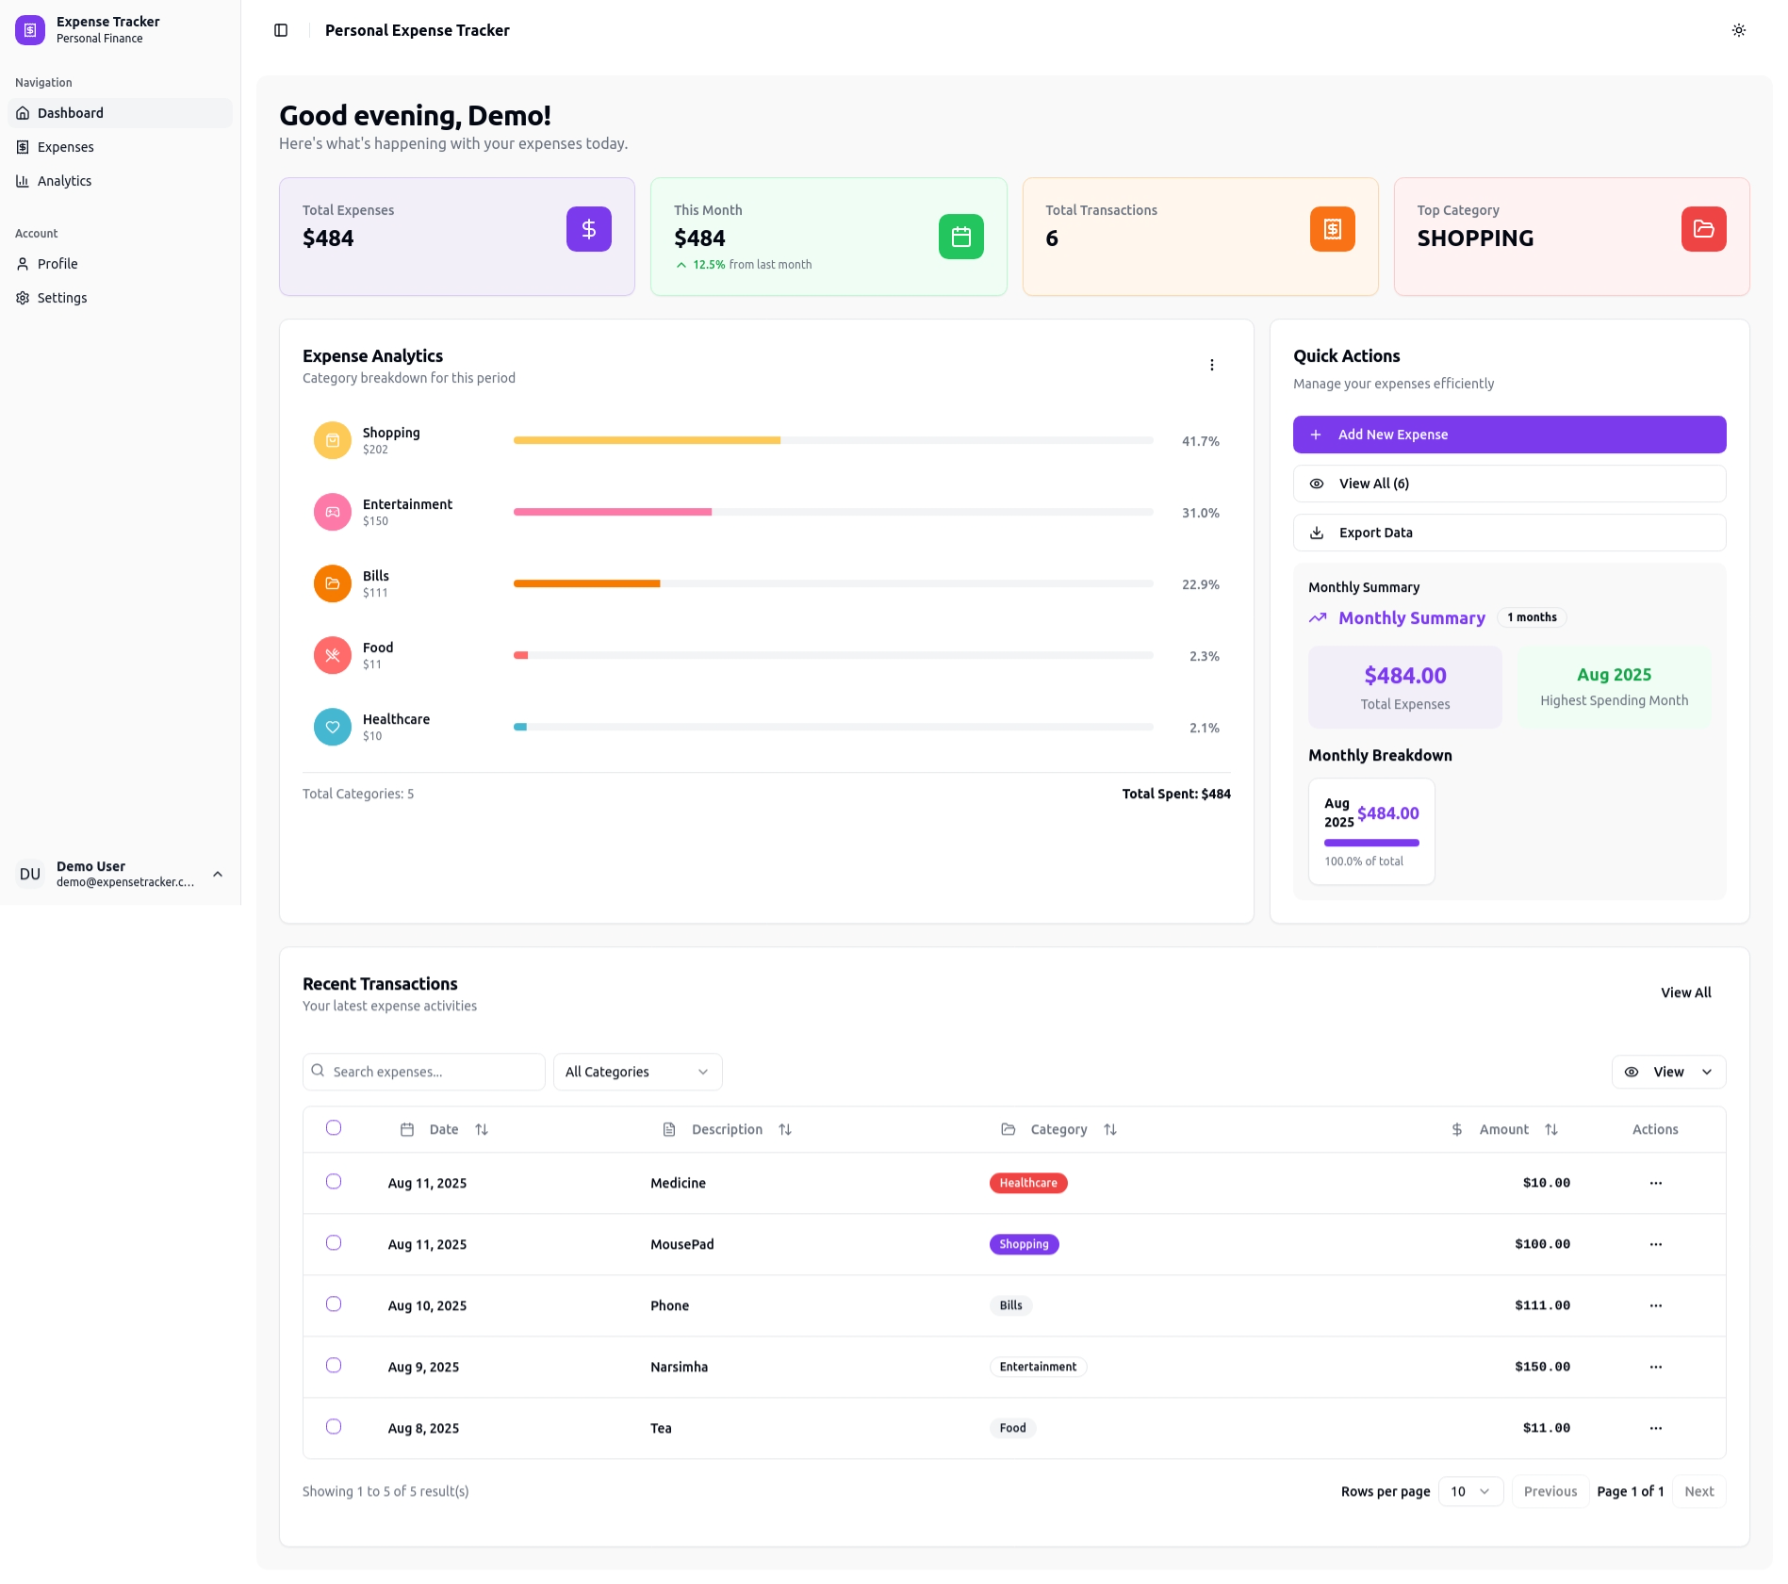 Expense Tracker
Personal Finance
Navigation
Dashboard
Expenses
Analytics
Account
Profile
Settings
DU
Demo User
demo@expensetracker.c...
Personal Expense Tracker
Good evening, Demo!
Here's what's happening with your expenses today.
Total Expenses
$484
This Month
$484
12.5% from last month
Total Transactions
6
Top Category
SHOPPING
Expense Analytics
Category breakdown for this period
Shopping
$202
41.7%
Entertainment
$150
31.0%
Bills
$111
22.9%
Food
$11
2.3%
Healthcare
$10
2.1%
Total Categories: 5
Total Spent: $484
Quick Actions
Manage your expenses efficiently
Add New Expense
View All (6)
Export Data
Monthly Summary
Monthly Summary 1 months
$484.00
Total Expenses
Aug 2025
Highest Spending Month
Monthly Breakdown
Aug 2025 $484.00
100.0% of total
Recent Transactions
Your latest expense activities
View All
Search expenses... All Categories View
Date Description Category Amount Actions
Aug 11, 2025 Medicine Healthcare $10.00
Aug 11, 2025 MousePad Shopping $100.00
Aug 10, 2025 Phone Bills $111.00
Aug 9, 2025 Narsimha Entertainment $150.00
Aug 8, 2025 Tea Food $11.00
Showing 1 to 5 of 5 result(s)
Rows per page 10 Previous Page 1 of 1 Next